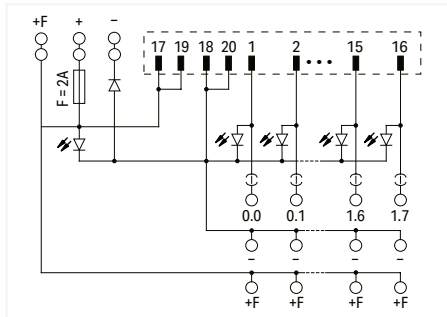 +F + −
17 19 18 20 1 2 ••• 15 16
F = 2A
0.0 0.1 1.6 1.7
− − − −
+F +F +F +F